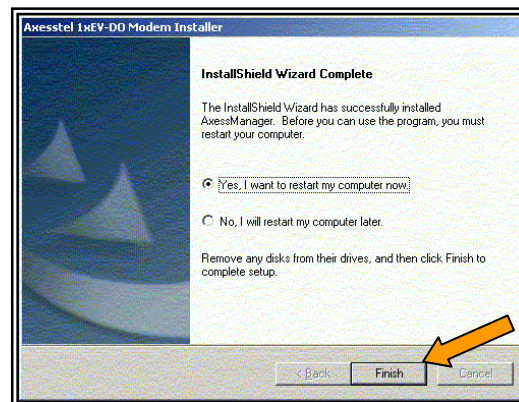 Axesstel 1xEV-DO Modem Installer
InstallShield Wizard Complete
The InstallShield Wizard has successfully installed
AxessManager. Before you can use the program, you must
restart your computer.
Yes, I want to restart my computer now.
No, I will restart my computer later.
Remove any disks from their drives, and then click Finish to
complete setup.
< Back Finish Cancel